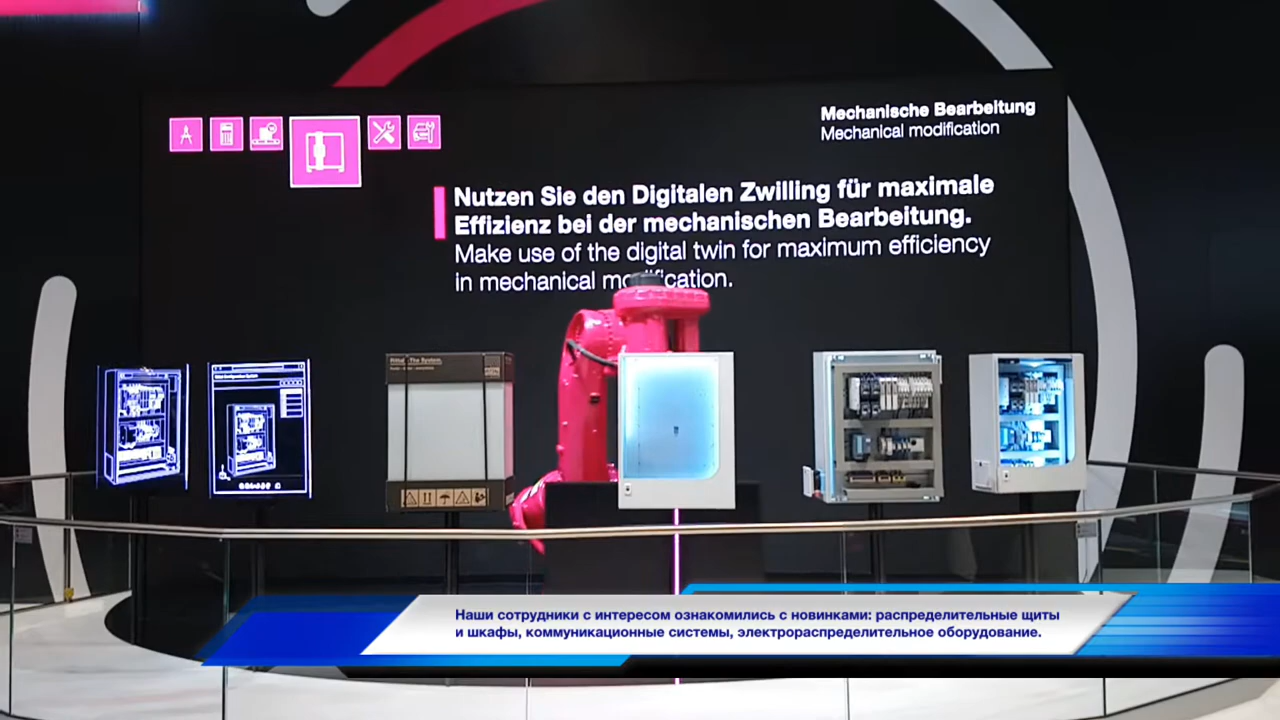 Mechanische Bearbeitung
Mechanical modification
Nutzen Sie den Digitalen Zwilling für maximale
Effizienz bei der mechanischen Bearbeitung.
Make use of the digital twin for maximum efficiency
in mechanical modification.
The System.
Наши сотрудники с интересом ознакомились с новинками: распределительные щиты
и шкафы, коммуникационные системы, электрораспределительное оборудование.